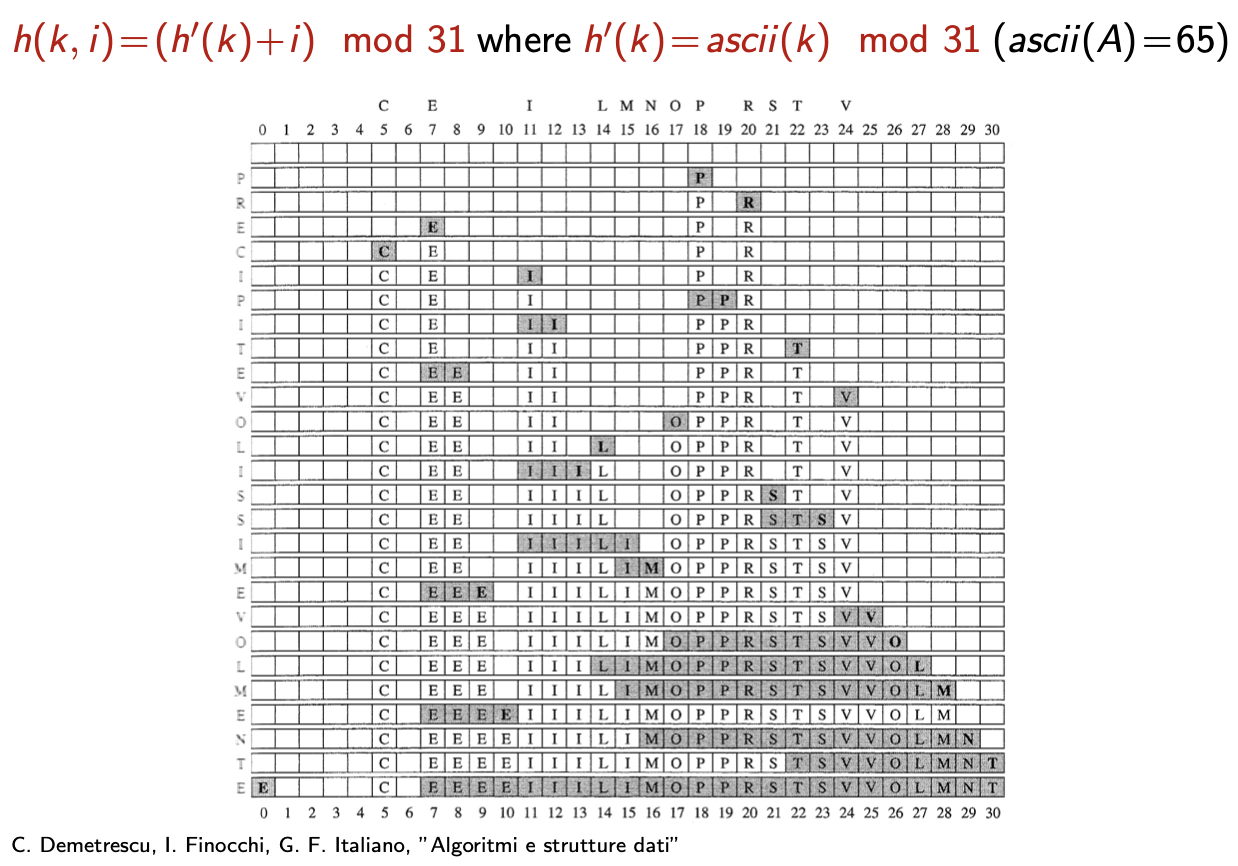 h(k, i)=(h′(k)+i) mod 31 where h′(k)=ascii(k) mod 31 (ascii(A)=65)
C E I L M N O P R S T V
0 1 2 3 4 5 6 7 8 9 10 11 12 13 14 15 16 17 18 19 20 21 22 23 24 25 26 27 28 29 30
P P
R P R
E E P R
C C E P R
I C E I P R
P C E I P P R
I C E I I P P R
T C E I I P P R T
E C E E I I P P R T
V C E E I I P P R T V
O C E E I I O P P R T V
L C E E I I L O P P R T V
I C E E I I I L O P P R T V
S C E E I I I L O P P R S T V
S C E E I I I L O P P R S T S V
I C E E I I I L I O P P R S T S V
M C E E I I I L I M O P P R S T S V
E C E E E I I I L I M O P P R S T S V
V C E E E I I I L I M O P P R S T S V V
O C E E E I I I L I M O P P R S T S V V O
L C E E E I I I L I M O P P R S T S V V O L
M C E E E I I I L I M O P P R S T S V V O L M
E C E E E E I I I L I M O P P R S T S V V O L M
N C E E E E I I I L I M O P P R S T S V V O L M N
T C E E E E I I I L I M O P P R S T S V V O L M N T
E E C E E E E I I I L I M O P P R S T S V V O L M N T
0 1 2 3 4 5 6 7 8 9 10 11 12 13 14 15 16 17 18 19 20 21 22 23 24 25 26 27 28 29 30
C. Demetrescu, I. Finocchi, G. F. Italiano, ”Algoritmi e strutture dati”